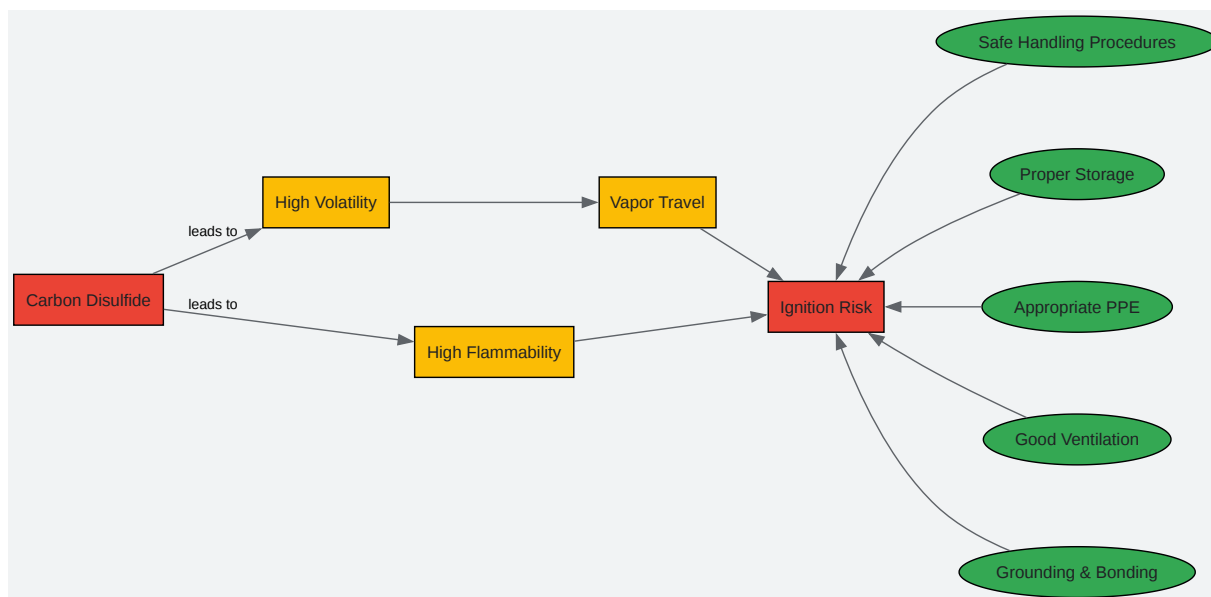 Safe Handling Procedures
Proper Storage
High Volatility
Vapor Travel
leads to
Carbon Disulfide
leads to
Ignition Risk
Appropriate PPE
High Flammability
Good Ventilation
Grounding & Bonding